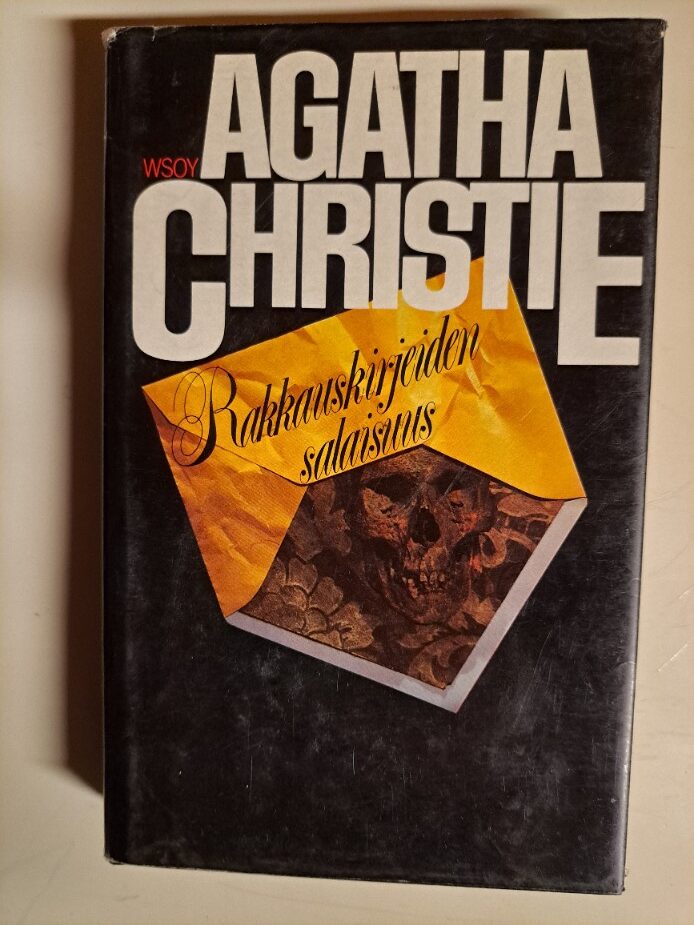 AGATHA
WSOY
CHRISTIE
Rakkauskirjeiden
salaisuus